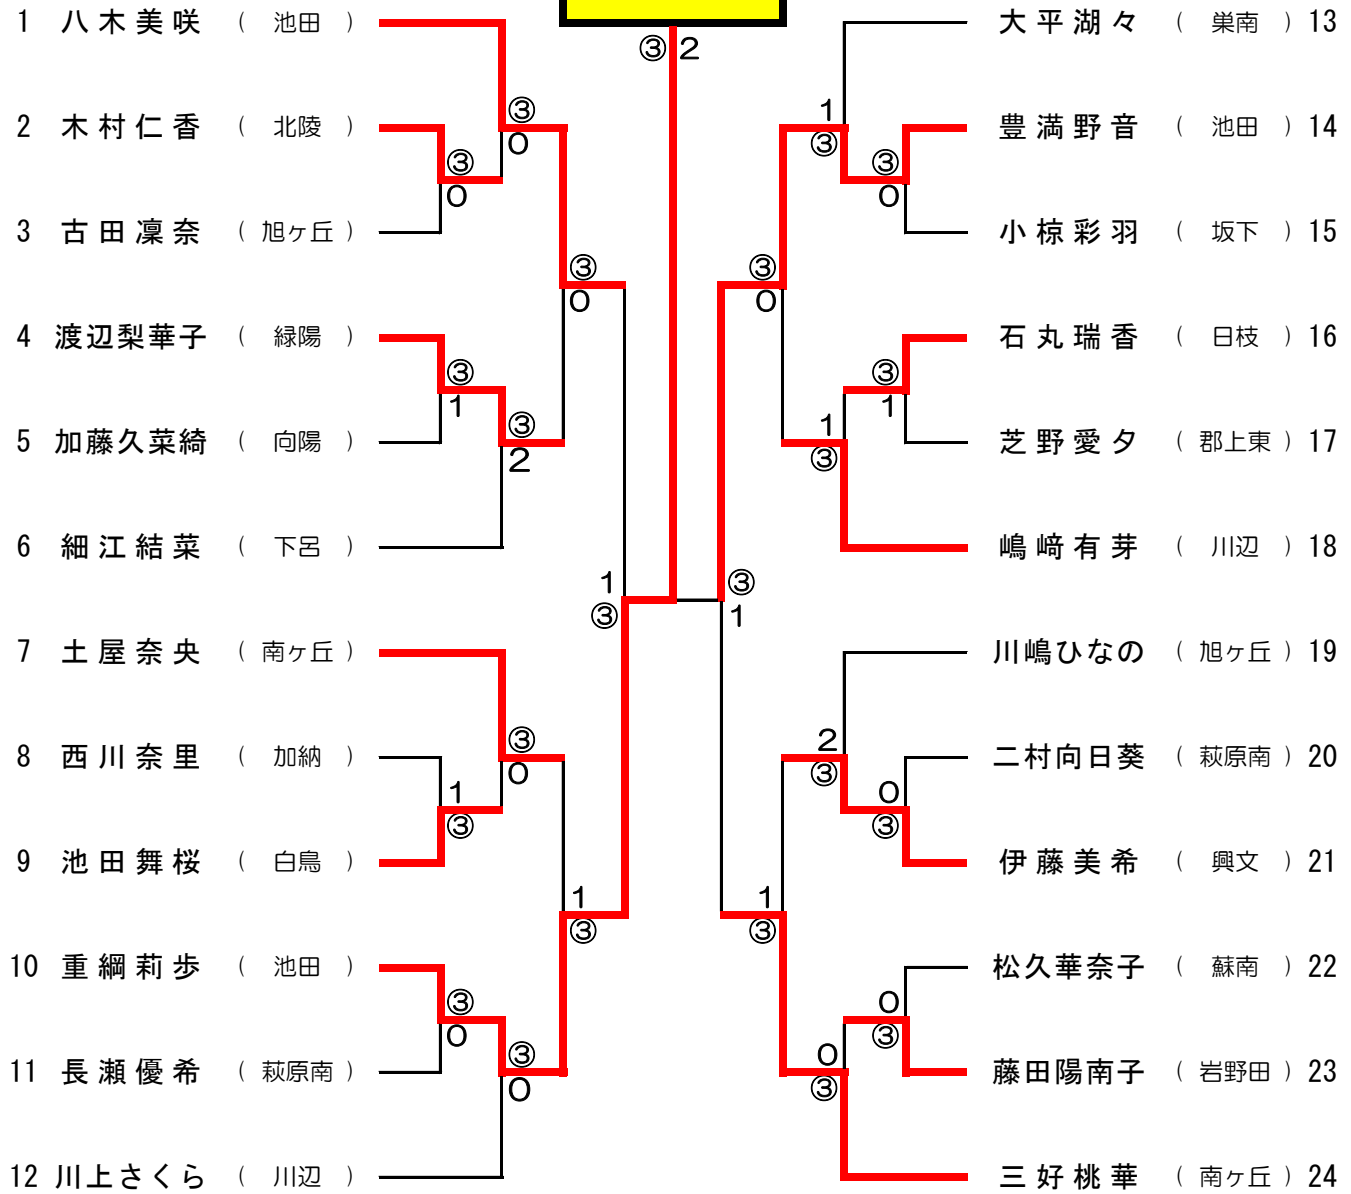 ③ 2
1 八木美咲 ( 池田 )
大平湖々 ( 巣南 ) 13
③
0
1
③
2 木村仁香 ( 北陵 )
豊満野音 ( 池田 ) 14
③
0
③
0
3 古田凜奈 ( 旭ヶ丘 )
小椋彩羽 ( 坂下 ) 15
③
0
③
0
4 渡辺梨華子 ( 緑陽 )
石丸瑞香 ( 日枝 ) 16
③
1
③
1
③
2
1
③
5 加藤久菜綺 ( 向陽 )
芝野愛夕 ( 郡上東 ) 17
6 細江結菜 ( 下呂 )
嶋﨑有芽 ( 川辺 ) 18
1
③
③
1
7 土屋奈央 ( 南ヶ丘 )
川嶋ひなの ( 旭ヶ丘 ) 19
③
0
2
③
8 西川奈里 ( 加納 )
二村向日葵 ( 萩原南 ) 20
1
③
0
③
9 池田舞桜 ( 白鳥 )
伊藤美希 ( 興文 ) 21
1
③
1
③
10 重綱莉歩 ( 池田 )
松久華奈子 ( 蘇南 ) 22
③
0
0
③
③
0
0
③
11 長瀬優希 ( 萩原南 )
藤田陽南子 ( 岩野田 ) 23
12 川上さくら ( 川辺 )
三好桃華 ( 南ヶ丘 ) 24